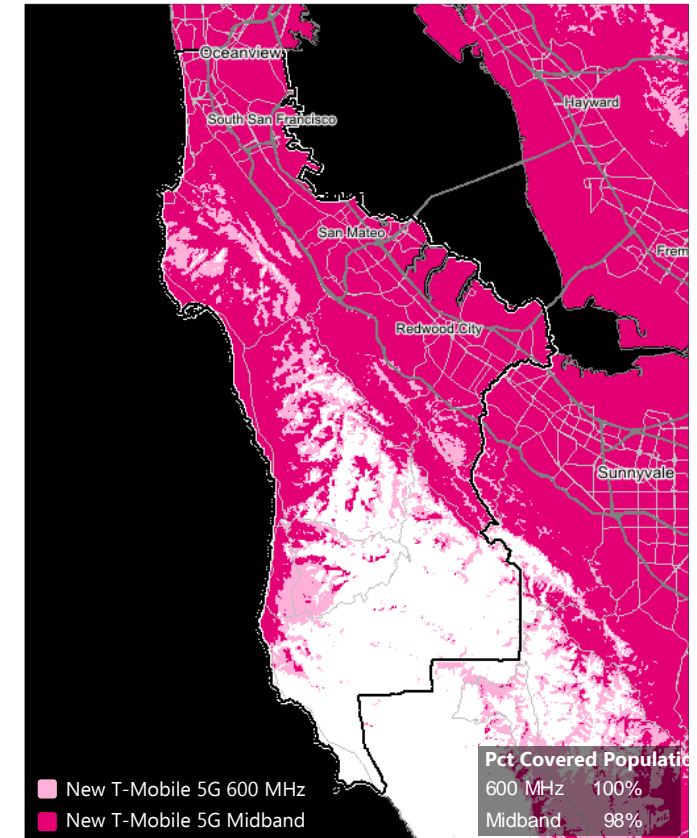 Oceanview
Hayward
South San Francisco
San Mateo
Frem
Redwood City
Sunnyvale
Pct Covered Populatio
600 MHz 100%
Midband 98%
New T-Mobile 5G 600 MHz
New T-Mobile 5G Midband